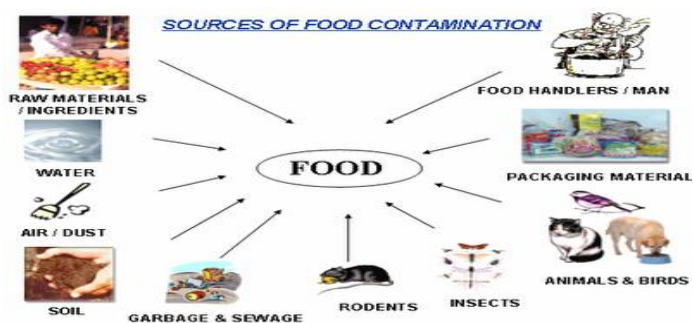 SOURCES OF FOOD CONTAMINATION
RAW MATERIALS
/ INGREDIENTS
FOOD HANDLERS / MAN
WATER
FOOD
PACKAGING MATERIAL
AIR / DUST
ANIMALS & BIRDS
SOIL
GARBAGE & SEWAGE
RODENTS
INSECTS